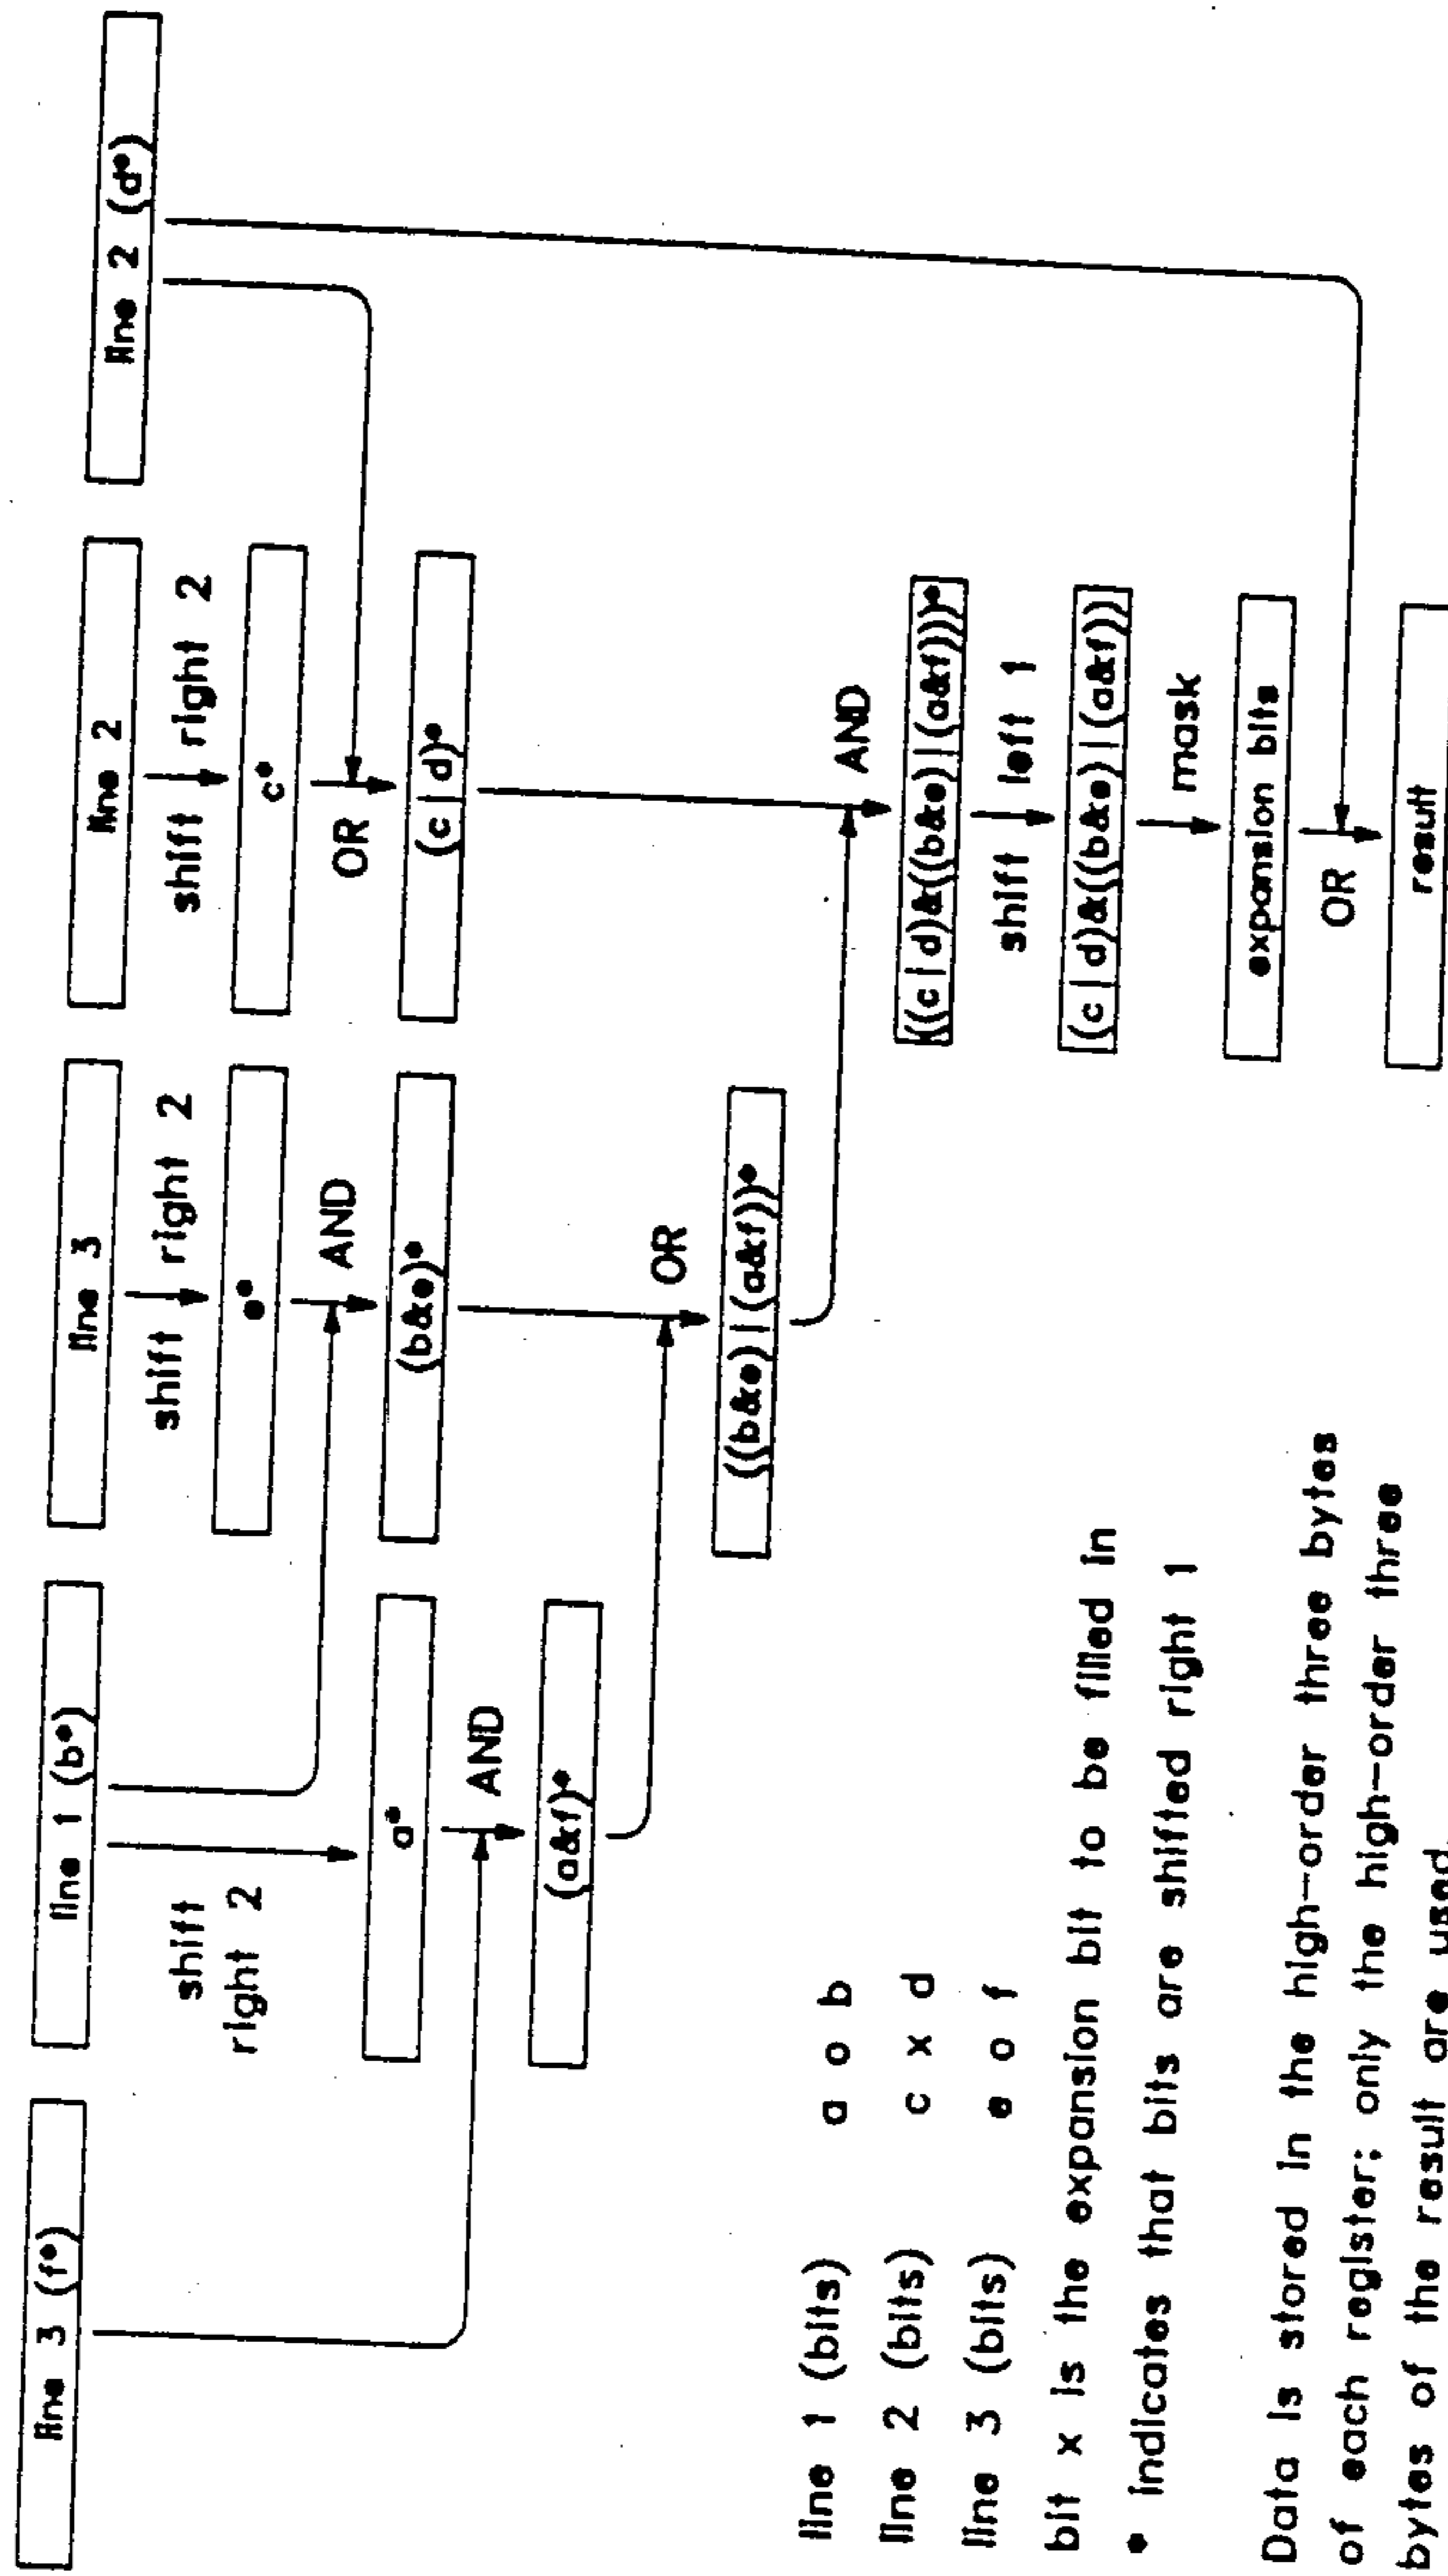 line 3 (f*)
line 1 (b*)
line 3
line 2
line 2 (d*)
shift
right 2
shift right 2
shift right 2
a*
e*
c*
AND
AND
OR
(a&f)*
(b&e)*
(c|d)*
OR
((b&e)|(a&f))*
AND
((c|d)&((b&e)|(a&f)))*
shift left 1
(c|d)&((b&e)|(a&f))
mask
expansion bits
OR
result
line 1 (bits) a o b
line 2 (bits) c x d
line 3 (bits) e o f
bit x is the expansion bit to be filled in
* indicates that bits are shifted right 1
Data is stored in the high-order three bytes
of each register; only the high-order three
bytes of the result are used.